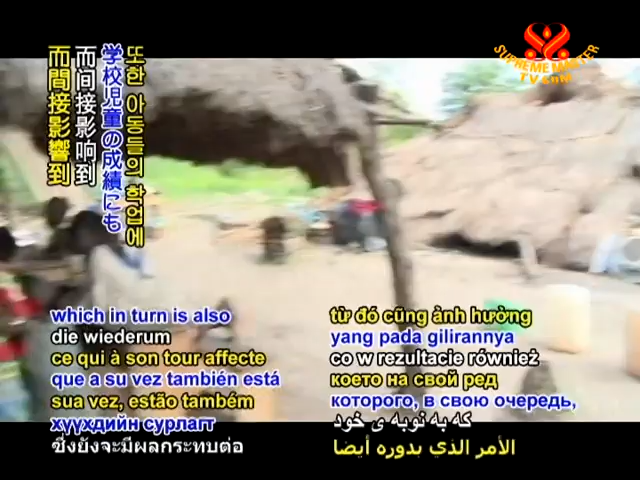 SUPREME MASTER
TV.COM
또한 아동들의 학업에
学校児童の成績にも
而间接影响到
而間接影響到
which in turn is also
die wiederum
ce qui à son tour affecte
que a su vez también está
sua vez, estão também
хүүхдийн сурлагт
ซึ่งยังจะมีผลกระทบต่อ
từ đó cũng ảnh hưởng
yang pada gilirannya
co w rezultacie również
което на свой ред
которого, в свою очередь,
که به نوبه ی خود
الأمر الذي بدوره أيضا